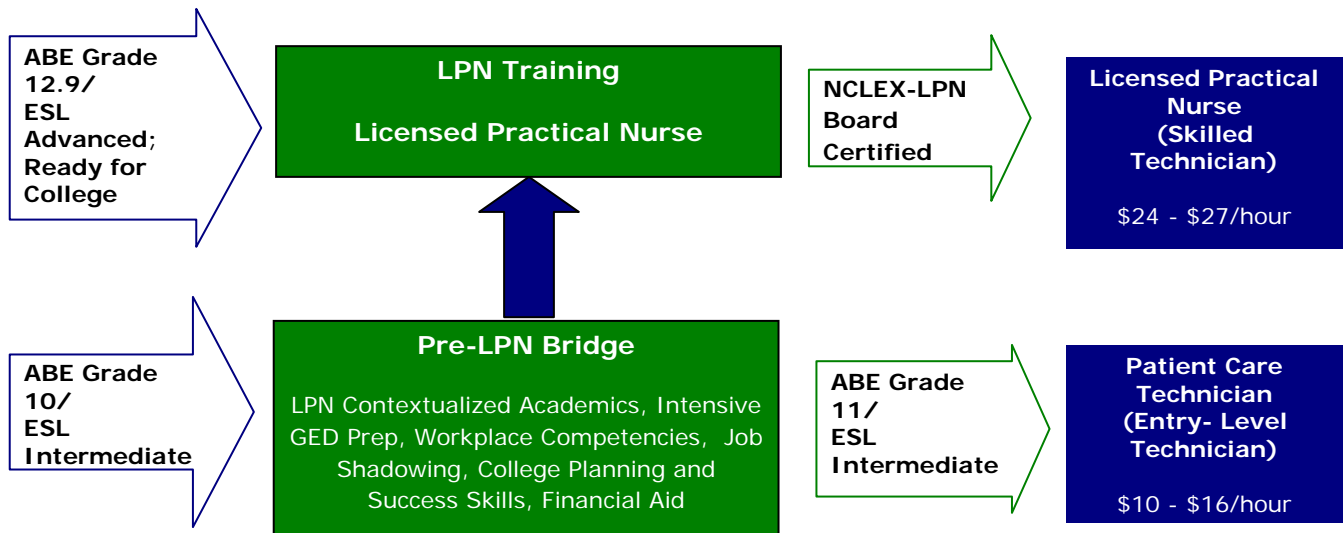 ABE Grade
12.9/
ESL
Advanced;
Ready for
College
LPN Training
Licensed Practical Nurse
NCLEX-LPN
Board
Certified
Licensed Practical
Nurse
(Skilled
Technician)
$24 - $27/hour
ABE Grade
10/
ESL
Intermediate
Pre-LPN Bridge
LPN Contextualized Academics, Intensive
GED Prep, Workplace Competencies,  Job
Shadowing, College Planning and
Success Skills, Financial Aid
ABE Grade
11/
ESL
Intermediate
Patient Care
Technician
(Entry- Level
Technician)
$10 - $16/hour